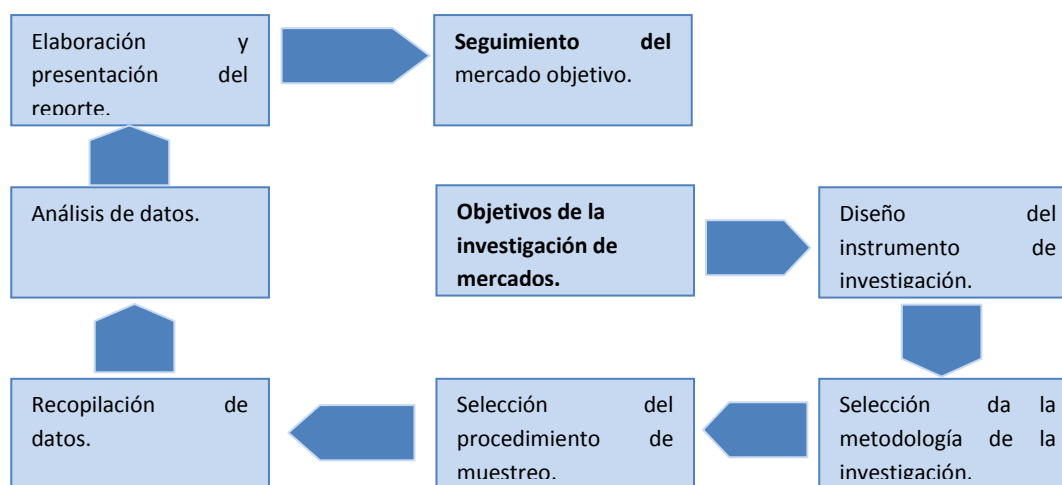 Elaboración y
presentación del
reporte.
Seguimiento del
mercado objetivo.
Análisis de datos.
Objetivos de la
investigación de
mercados.
Diseño del
instrumento de
investigación.
Recopilación de
datos.
Selección del
procedimiento de
muestreo.
Selección da la
metodología de la
investigación.